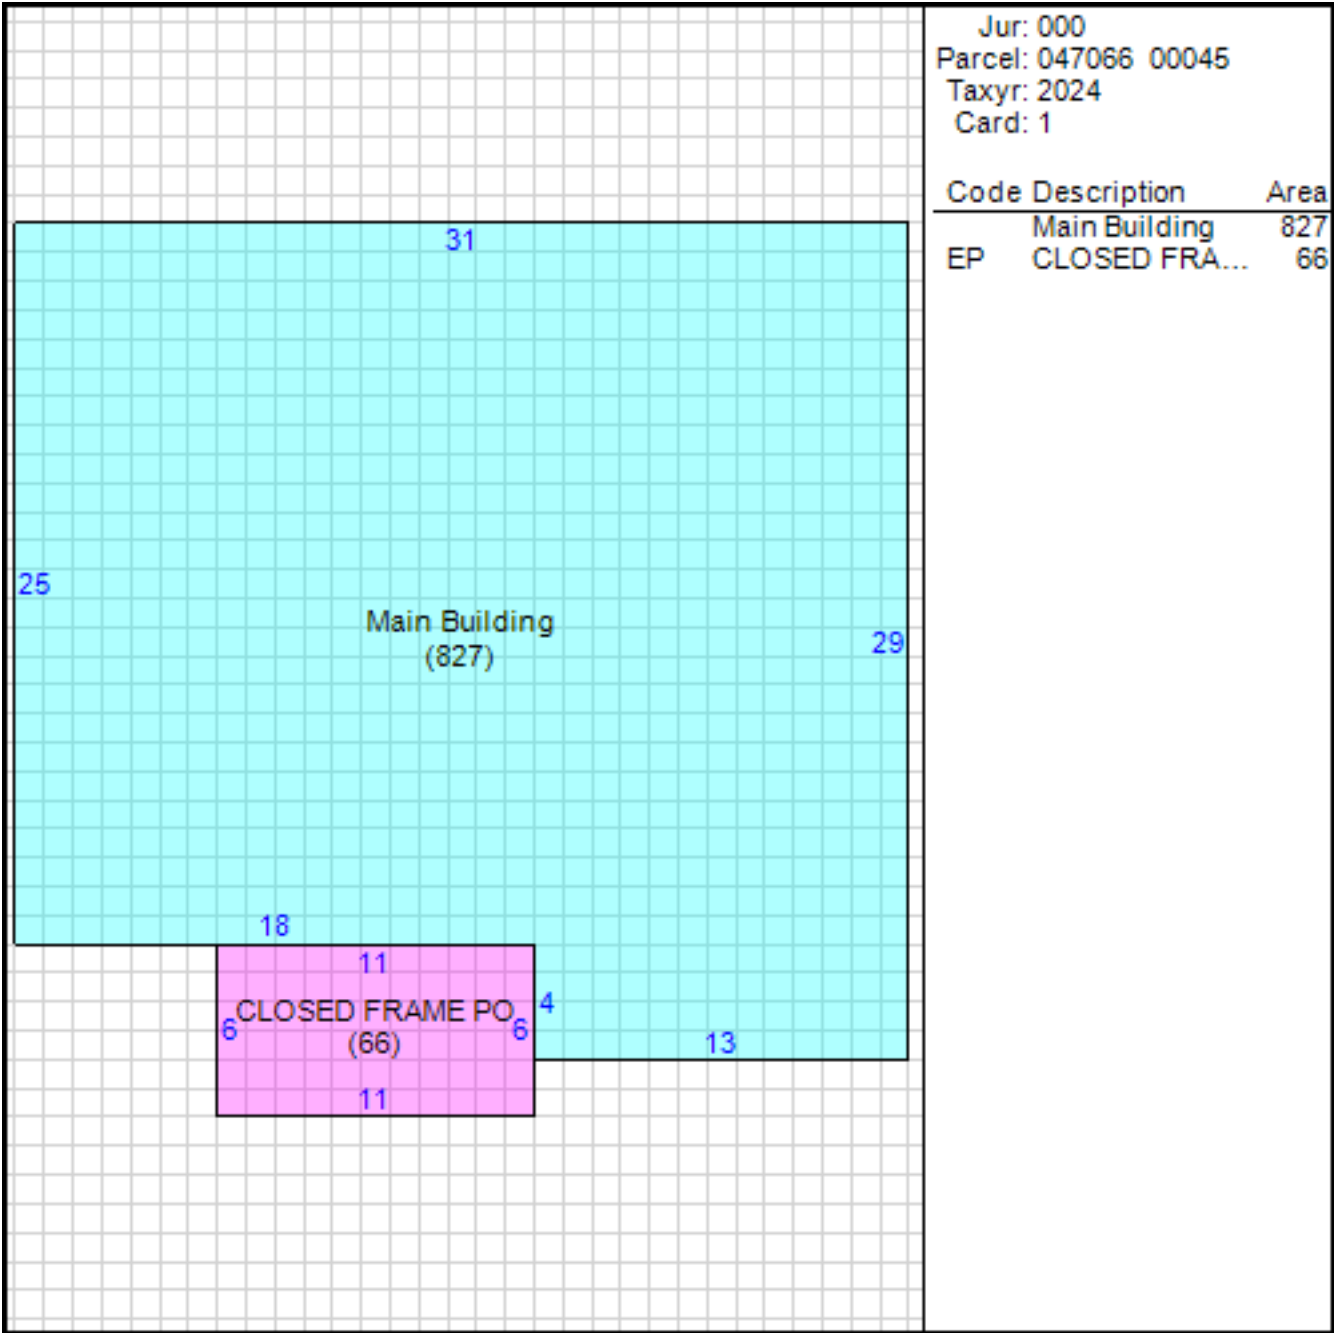 Jur: 000
Parcel: 047066 00045
Taxyr: 2024
Card: 1
Code Description Area
Main Building 827
EP CLOSED FRA... 66
31
25
Main Building
(827)
29
18
11
4
CLOSED FRAME PO
6 6
(66)
13
11